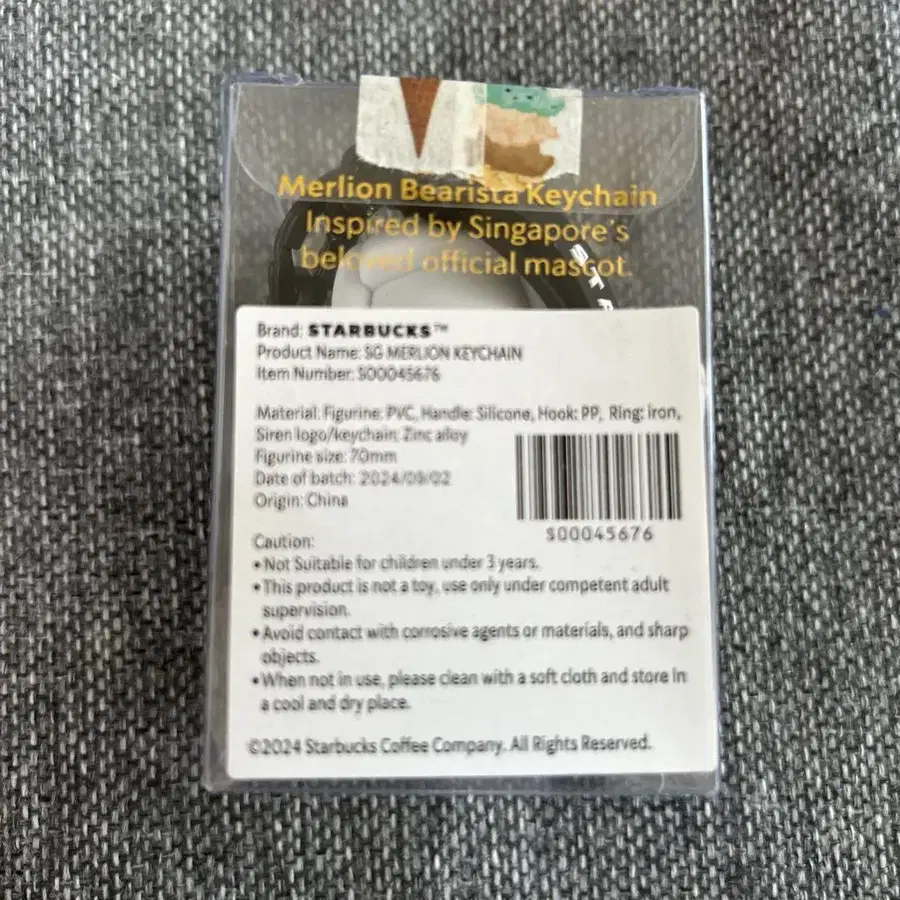 Merlion Bearista Keychain
Inspired by Singapore's
beloved official mascot.
Brand: STARBUCKS™
Product Name: SG MERLION KEYCHAIN
Item Number: S00045676
Material: Figurine: PVC, Handle: Silicone, Hook: PP, Ring: Iron,
Siren logo/keychain: Zinc alloy
Figurine size: 70mm
Date of batch: 2024/09/02
Origin: China
S00045676
Caution:
•Not Suitable for children under 3 years.
•This product is not a toy, use only under competent adult
supervision.
•Avoid contact with corrosive agents or materials, and sharp
objects.
•When not in use, please clean with a soft cloth and store in
a cool and dry place.
©2024 Starbucks Coffee Company. All Rights Reserved.